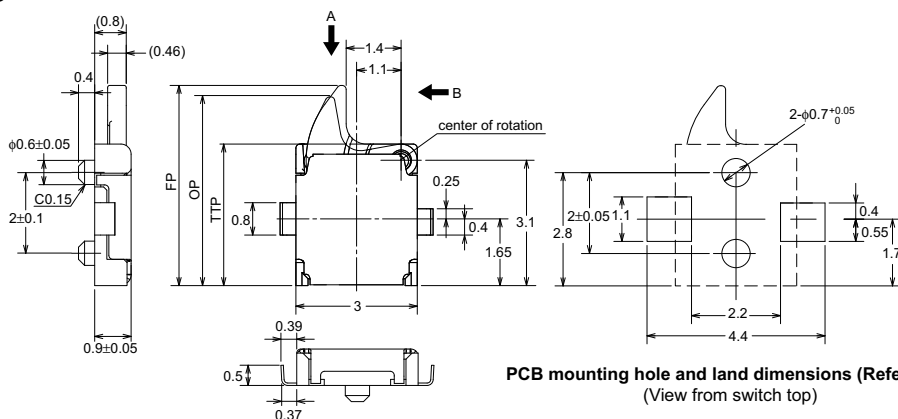 (0.8)
(0.46)
0.4
φ0.6±0.05
C0.15
2±0.1
0.9±0.05
A
1.4
1.1
B
center of rotation
FP
OP
TTP
0.8
0.25
0.4
3.1
1.65
3
0.39
0.5
0.37
2-φ0.7 +0.05 0
2±0.05
1.1
2.8
0.4
0.55
1.7
2.2
4.4
PCB mounting hole and land dimensions (Refe
(View from switch top)